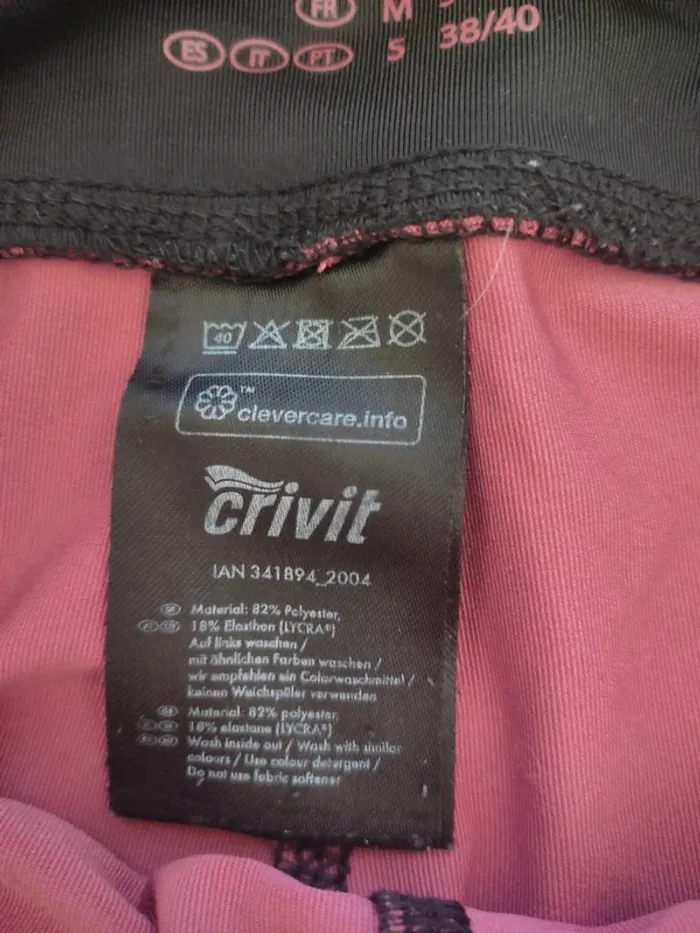 FR M
ES IT PT S 38/40
40
™
clevercare.info
crivit
IAN 341894_2004
Material: 82% Polyester,
18% Elasthan (LYCRA®)
Auf links waschen /
mit ähnlichen Farben waschen /
wir empfehlen ein Colorwaschmittel /
keinen Weichspüler verwenden
Material: 82% polyester,
18% elastane (LYCRA®)
Wash inside out / Wash with similar
colours / Use colour detergent /
Do not use fabric softener